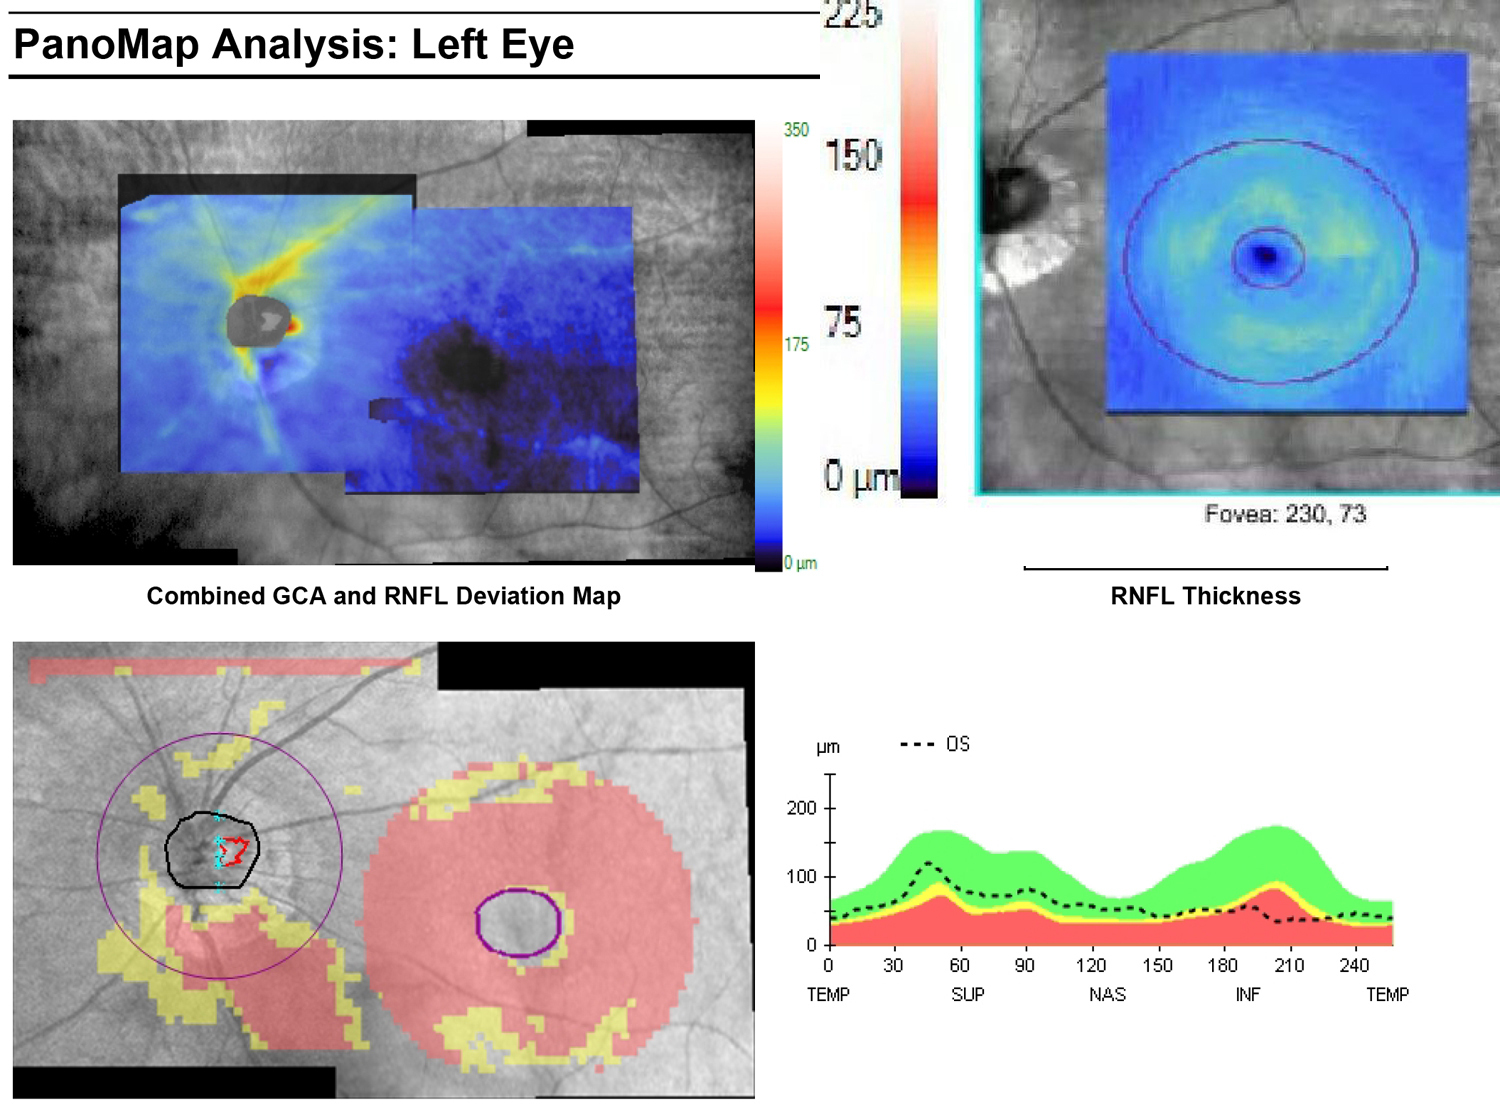 PanoMap Analysis: Left Eye
350
175
0 µm
225
150
75
0 µm
Fovea: 230, 73
Combined GCA and RNFL Deviation Map
RNFL Thickness
µm
OS
200
100
0
0 30 60 90 120 150 180 210 240
TEMP SUP NAS INF TEMP